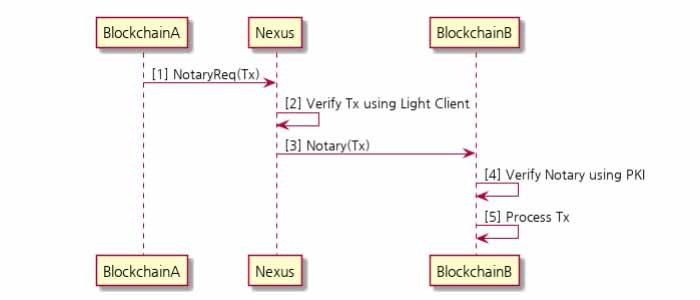 BlockchainA Nexus BlockchainB
[1] NotaryReq(Tx)
[2] Verify Tx using Light Client
[3] Notary(Tx)
[4] Verify Notary using PKI
[5] Process Tx
BlockchainA Nexus BlockchainB